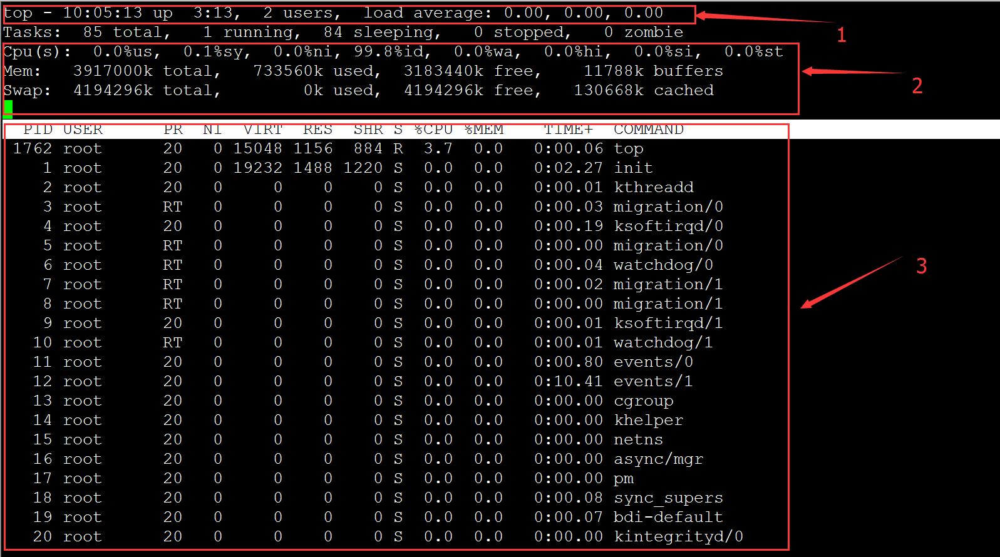 top - 10:05:13 up  3:13,  2 users,  load average: 0.00, 0.00, 0.00
1
Tasks:  85 total,   1 running,  84 sleeping,   0 stopped,   0 zombie
Cpu(s):  0.0%us,  0.1%sy,  0.0%ni, 99.8%id,  0.0%wa,  0.0%hi,  0.0%si,  0.0%st
Mem:   3917000k total,   733560k used,  3183440k free,    11788k buffers
2
Swap:  4194296k total,        0k used,  4194296k free,   130668k cached
PID USER      PR  NI  VIRT  RES  SHR S %CPU %MEM    TIME+  COMMAND
1762 root      20   0 15048 1156  884 R  3.7  0.0   0:00.06 top
1 root      20   0 19232 1488 1220 S  0.0  0.0   0:02.27 init
2 root      20   0     0    0    0 S  0.0  0.0   0:00.01 kthreadd
3 root      RT   0     0    0    0 S  0.0  0.0   0:00.03 migration/0
4 root      20   0     0    0    0 S  0.0  0.0   0:00.19 ksoftirqd/0
5 root      RT   0     0    0    0 S  0.0  0.0   0:00.00 migration/0
6 root      RT   0     0    0    0 S  0.0  0.0   0:00.04 watchdog/0
3
7 root      RT   0     0    0    0 S  0.0  0.0   0:00.02 migration/1
8 root      RT   0     0    0    0 S  0.0  0.0   0:00.00 migration/1
9 root      20   0     0    0    0 S  0.0  0.0   0:00.01 ksoftirqd/1
10 root      RT   0     0    0    0 S  0.0  0.0   0:00.01 watchdog/1
11 root      20   0     0    0    0 S  0.0  0.0   0:00.80 events/0
12 root      20   0     0    0    0 S  0.0  0.0   0:10.41 events/1
13 root      20   0     0    0    0 S  0.0  0.0   0:00.00 cgroup
14 root      20   0     0    0    0 S  0.0  0.0   0:00.00 khelper
15 root      20   0     0    0    0 S  0.0  0.0   0:00.00 netns
16 root      20   0     0    0    0 S  0.0  0.0   0:00.00 async/mgr
17 root      20   0     0    0    0 S  0.0  0.0   0:00.00 pm
18 root      20   0     0    0    0 S  0.0  0.0   0:00.08 sync_supers
19 root      20   0     0    0    0 S  0.0  0.0   0:00.07 bdi-default
20 root      20   0     0    0    0 S  0.0  0.0   0:00.00 kintegrityd/0